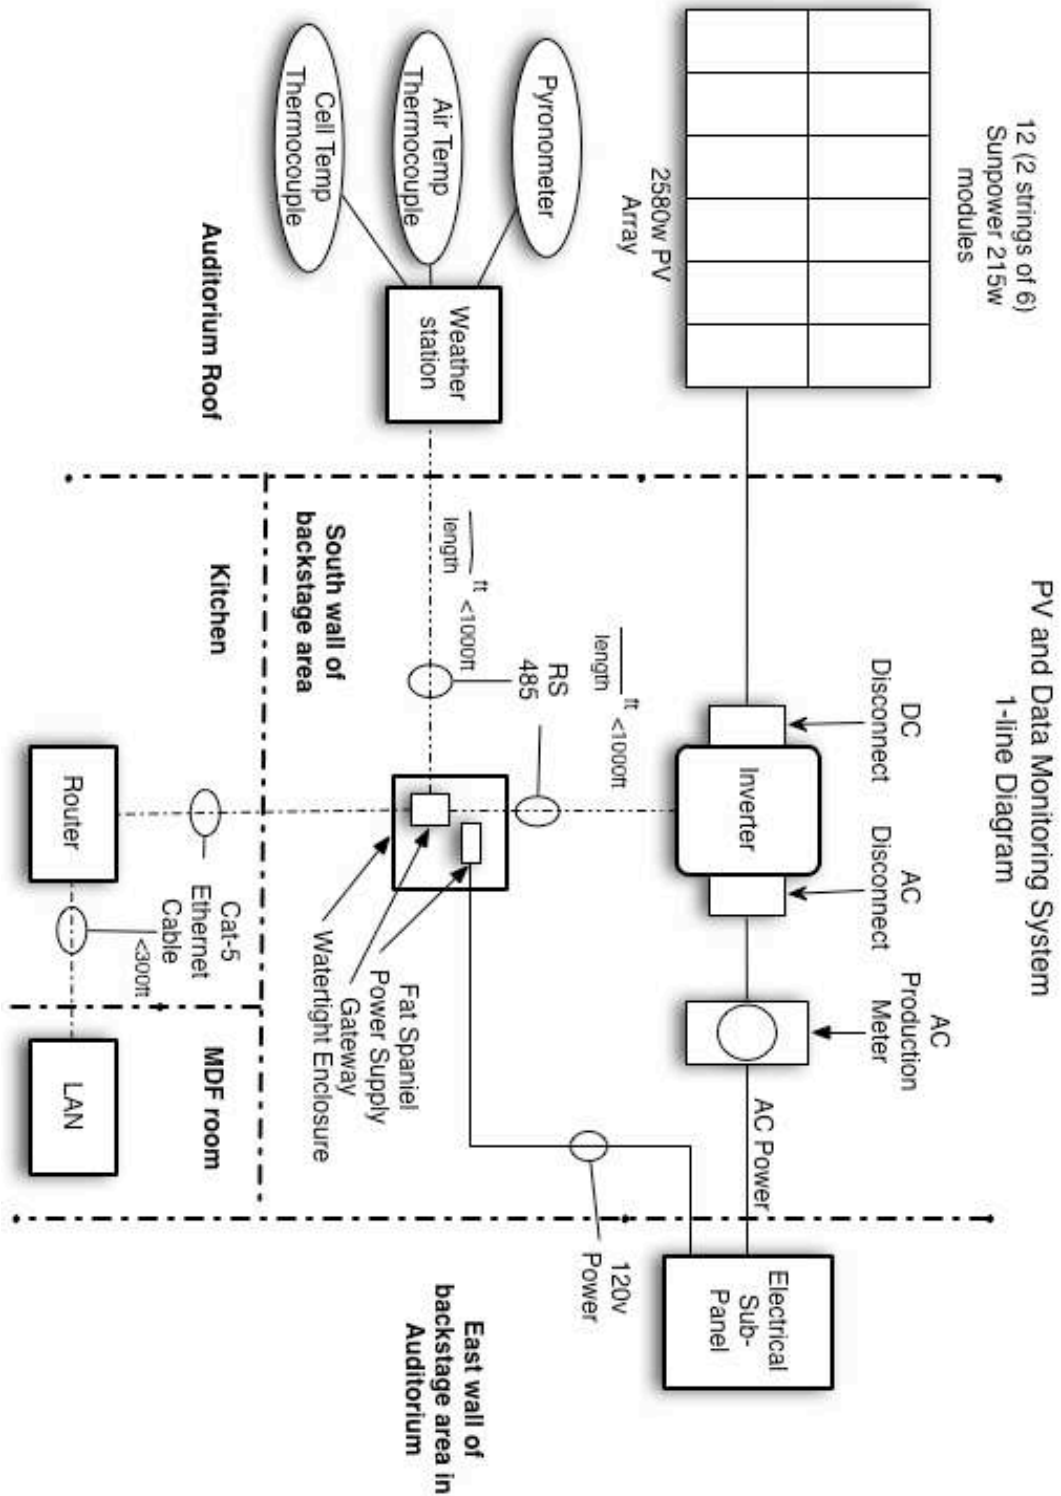 PV and Data Monitoring System
1-line Diagram
12 (2 strings of 6)
Sunpower 215w
modules
2580w PV
Array
DC
Disconnect
Inverter
AC
Disconnect
AC
Production
Meter
AC Power
Electrical
Sub-
Panel
Pyronometer
Air Temp
Thermocouple
Cell Temp
Thermocouple
Weather
station
ft <1000ft
length
RS
485
ft <1000ft
length
120v
Power
Fat Spaniel
Power Supply
Gateway
Watertight Enclosure
South wall of
backstage area
East wall of
backstage area in
Auditorium
Auditorium Roof
Kitchen
Router
Cat-5
Ethernet
Cable
<300ft
MDF room
LAN